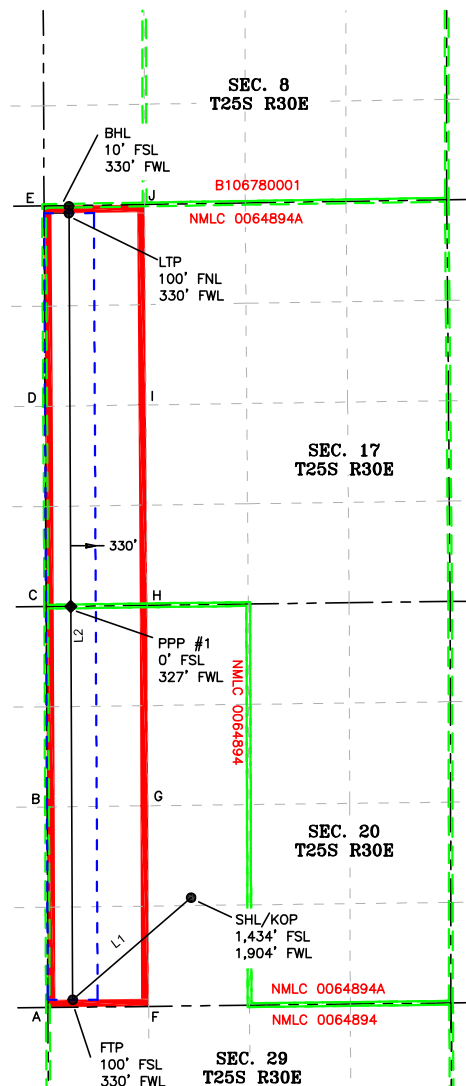 SEC. 8
T25S R30E
BHL
10' FSL
330' FWL
E
J
B106780001
NMLC 0064894A
LTP
100' FNL
330' FWL
D
I
SEC. 17
T25S R30E
330'
C
H
L2
PPP #1
0' FSL
327' FWL
NMLC
0064894
B
G
SEC. 20
T25S R30E
SHL/KOP
1,434' FSL
1,904' FWL
L1
NMLC 0064894A
A
F
NMLC 0064894
FTP
100' FSL
330' FWL
SEC. 29
T25S R30E